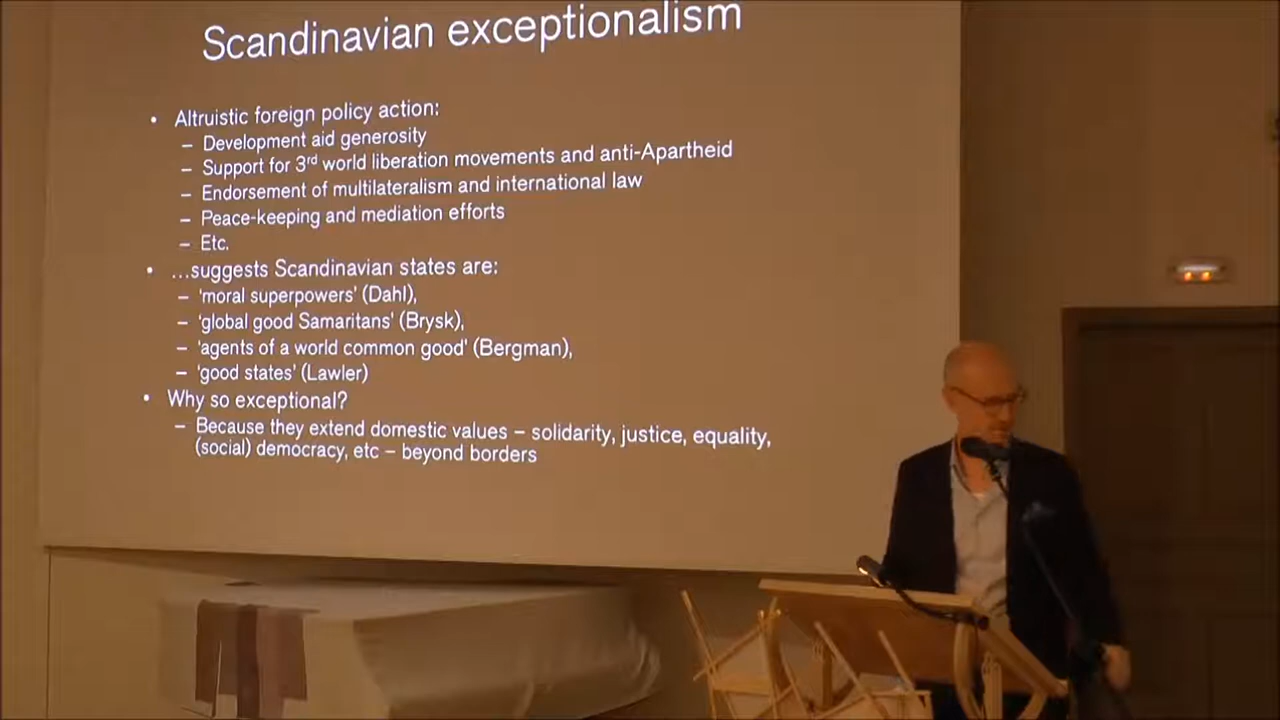 Scandinavian exceptionalism
• Altruistic foreign policy action:
– Development aid generosity
– Support for 3rd world liberation movements and anti-Apartheid
– Endorsement of multilateralism and international law
– Peace-keeping and mediation efforts
– Etc.
• ...suggests Scandinavian states are:
– 'moral superpowers' (Dahl),
– 'global good Samaritans' (Brysk),
– 'agents of a world common good' (Bergman),
– 'good states' (Lawler)
• Why so exceptional?
– Because they extend domestic values – solidarity, justice, equality,
(social) democracy, etc – beyond borders